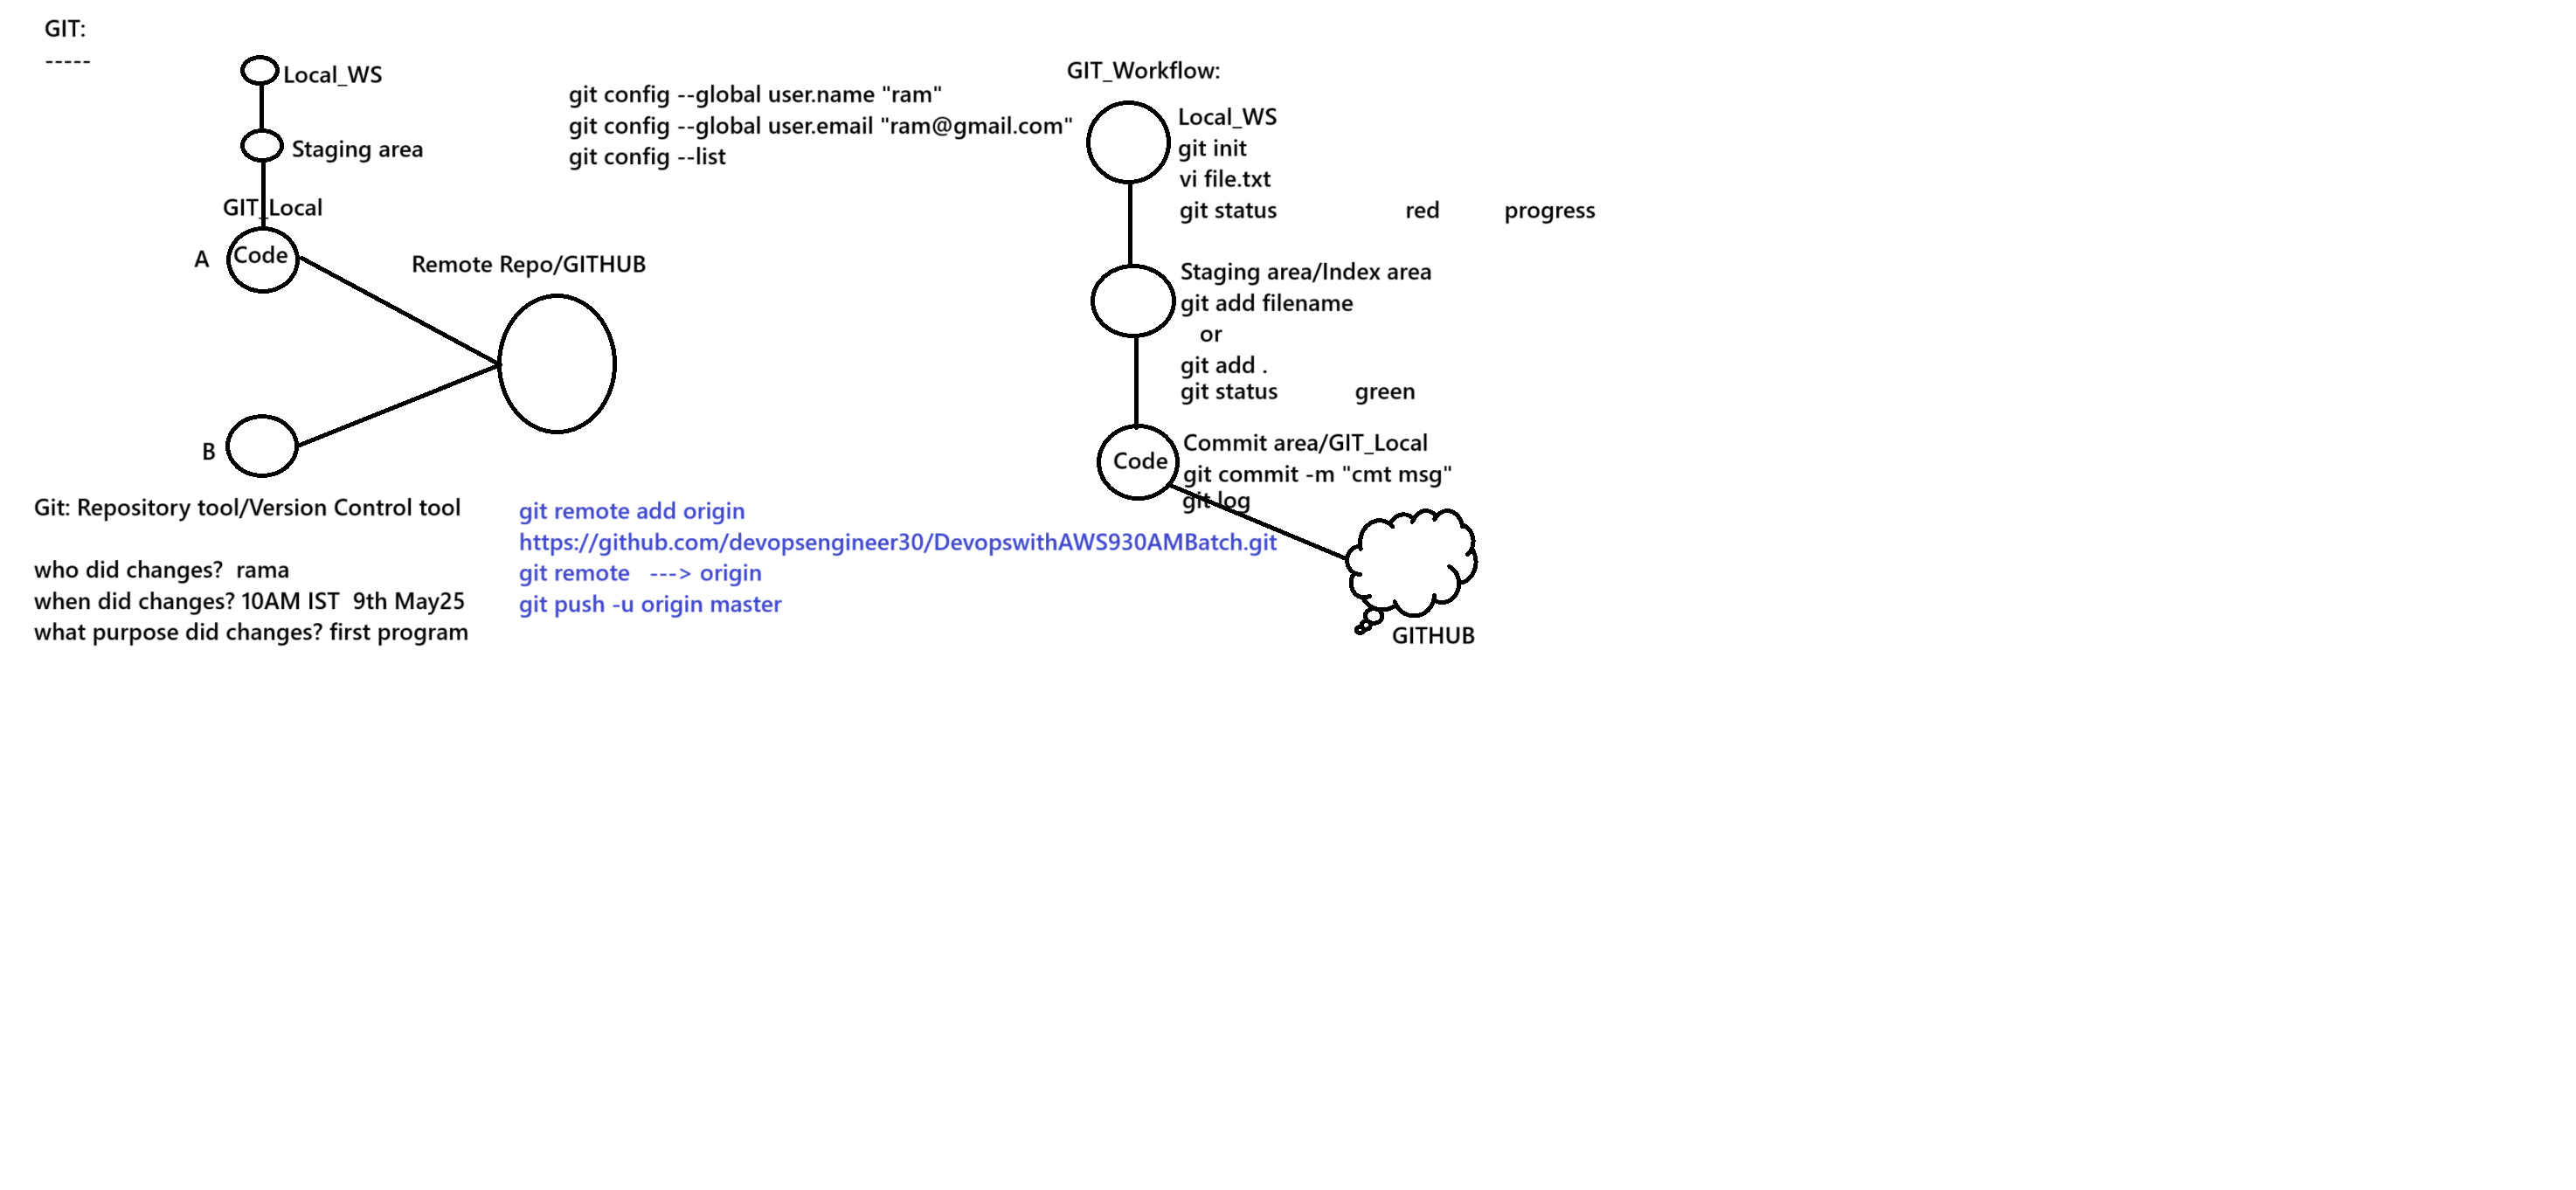 GIT:
-----
Local_WS
Staging area
GIT_Local
A
Code
Remote Repo/GITHUB
B
Git: Repository tool/Version Control tool
who did changes?  rama
when did changes? 10AM IST  9th May25
what purpose did changes? first program
git config --global user.name "ram"
git config --global user.email "ram@gmail.com"
git config --list
git remote add origin
https://github.com/devopsengineer30/DevopswithAWS930AMBatch.git
git remote   ---> origin
git push -u origin master
GIT_Workflow:
Local_WS
git init
vi file.txt
git status red progress
Staging area/Index area
git add filename
or
git add .
git status green
Commit area/GIT_Local
Code
git commit -m "cmt msg"
git log
GITHUB